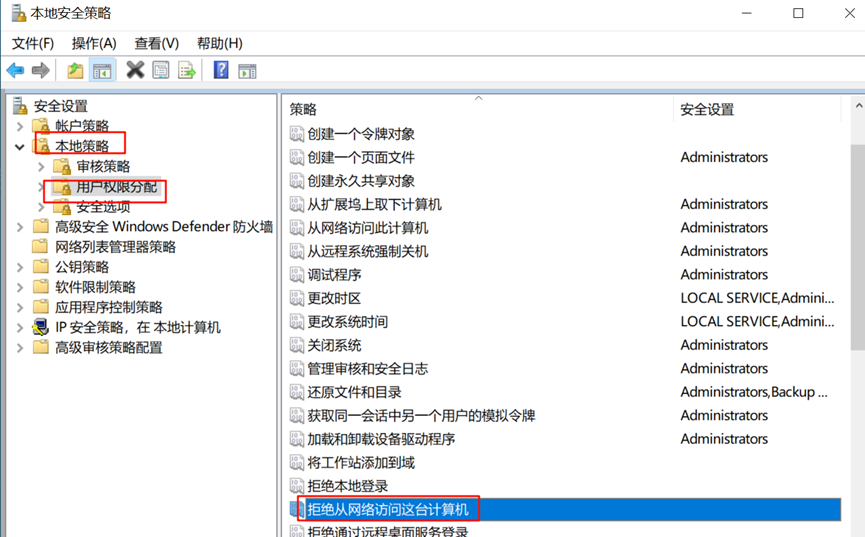 本地安全策略
文件(F) 操作(A) 查看(V) 帮助(H)
安全设置
帐户策略
本地策略
审核策略
用户权限分配
安全选项
高级安全 Windows Defender 防火墙
网络列表管理器策略
公钥策略
软件限制策略
应用程序控制策略
IP 安全策略，在 本地计算机
高级审核策略配置
策略 安全设置
创建一个令牌对象
创建一个页面文件 Administrators
创建永久共享对象
从扩展坞上取下计算机 Administrators
从网络访问此计算机 Administrators
从远程系统强制关机 Administrators
调试程序 Administrators
更改时区 LOCAL SERVICE,Admini...
更改系统时间 LOCAL SERVICE,Admini...
关闭系统 Administrators
管理审核和安全日志 Administrators
还原文件和目录 Administrators,Backup ...
获取同一会话中另一个用户的模拟令牌 Administrators
加载和卸载设备驱动程序 Administrators
将工作站添加到域
拒绝本地登录
拒绝从网络访问这台计算机
拒绝通过远程桌面服务登录